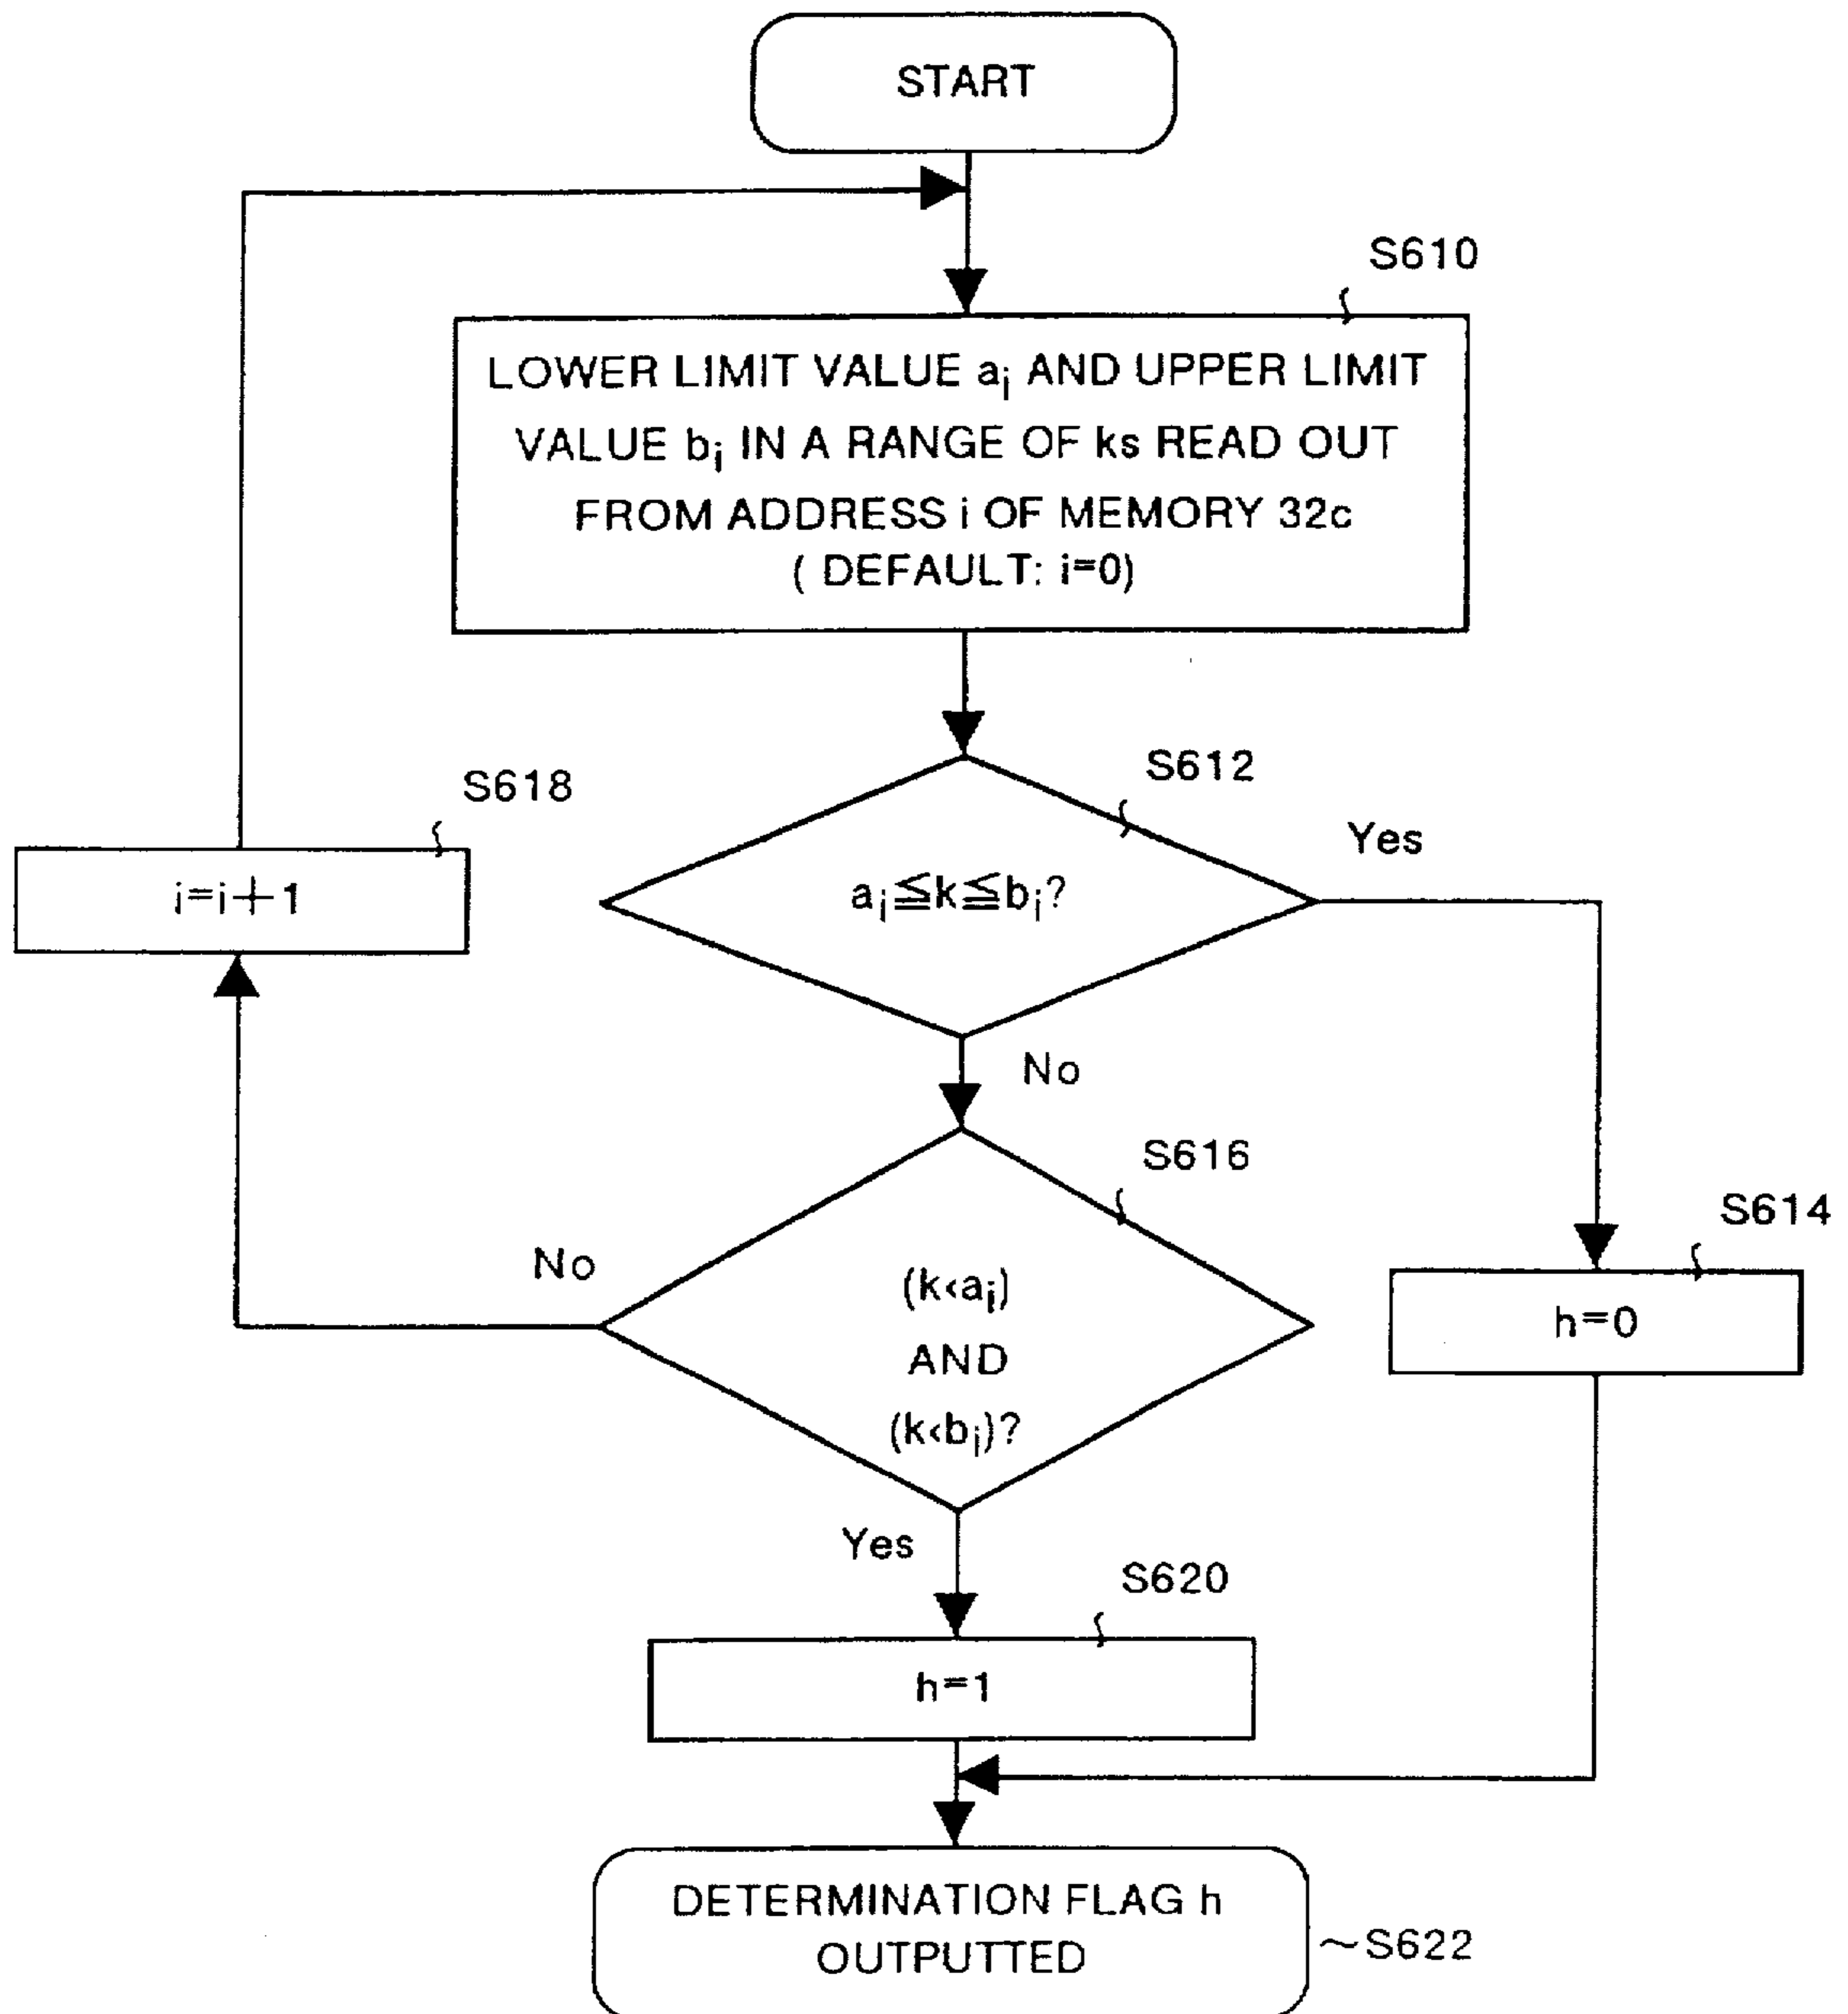 START
S610
LOWER LIMIT VALUE ai AND UPPER LIMIT
VALUE bi IN A RANGE OF ks READ OUT
FROM ADDRESS i OF MEMORY 32c
( DEFAULT: i=0)
S618
i=i+1
S612
ai≦k≦bi?
Yes
No
S616
(k<ai)
AND
(k<bi)?
No
Yes
S614
h=0
S620
h=1
DETERMINATION FLAG h
OUTPUTTED
~S622